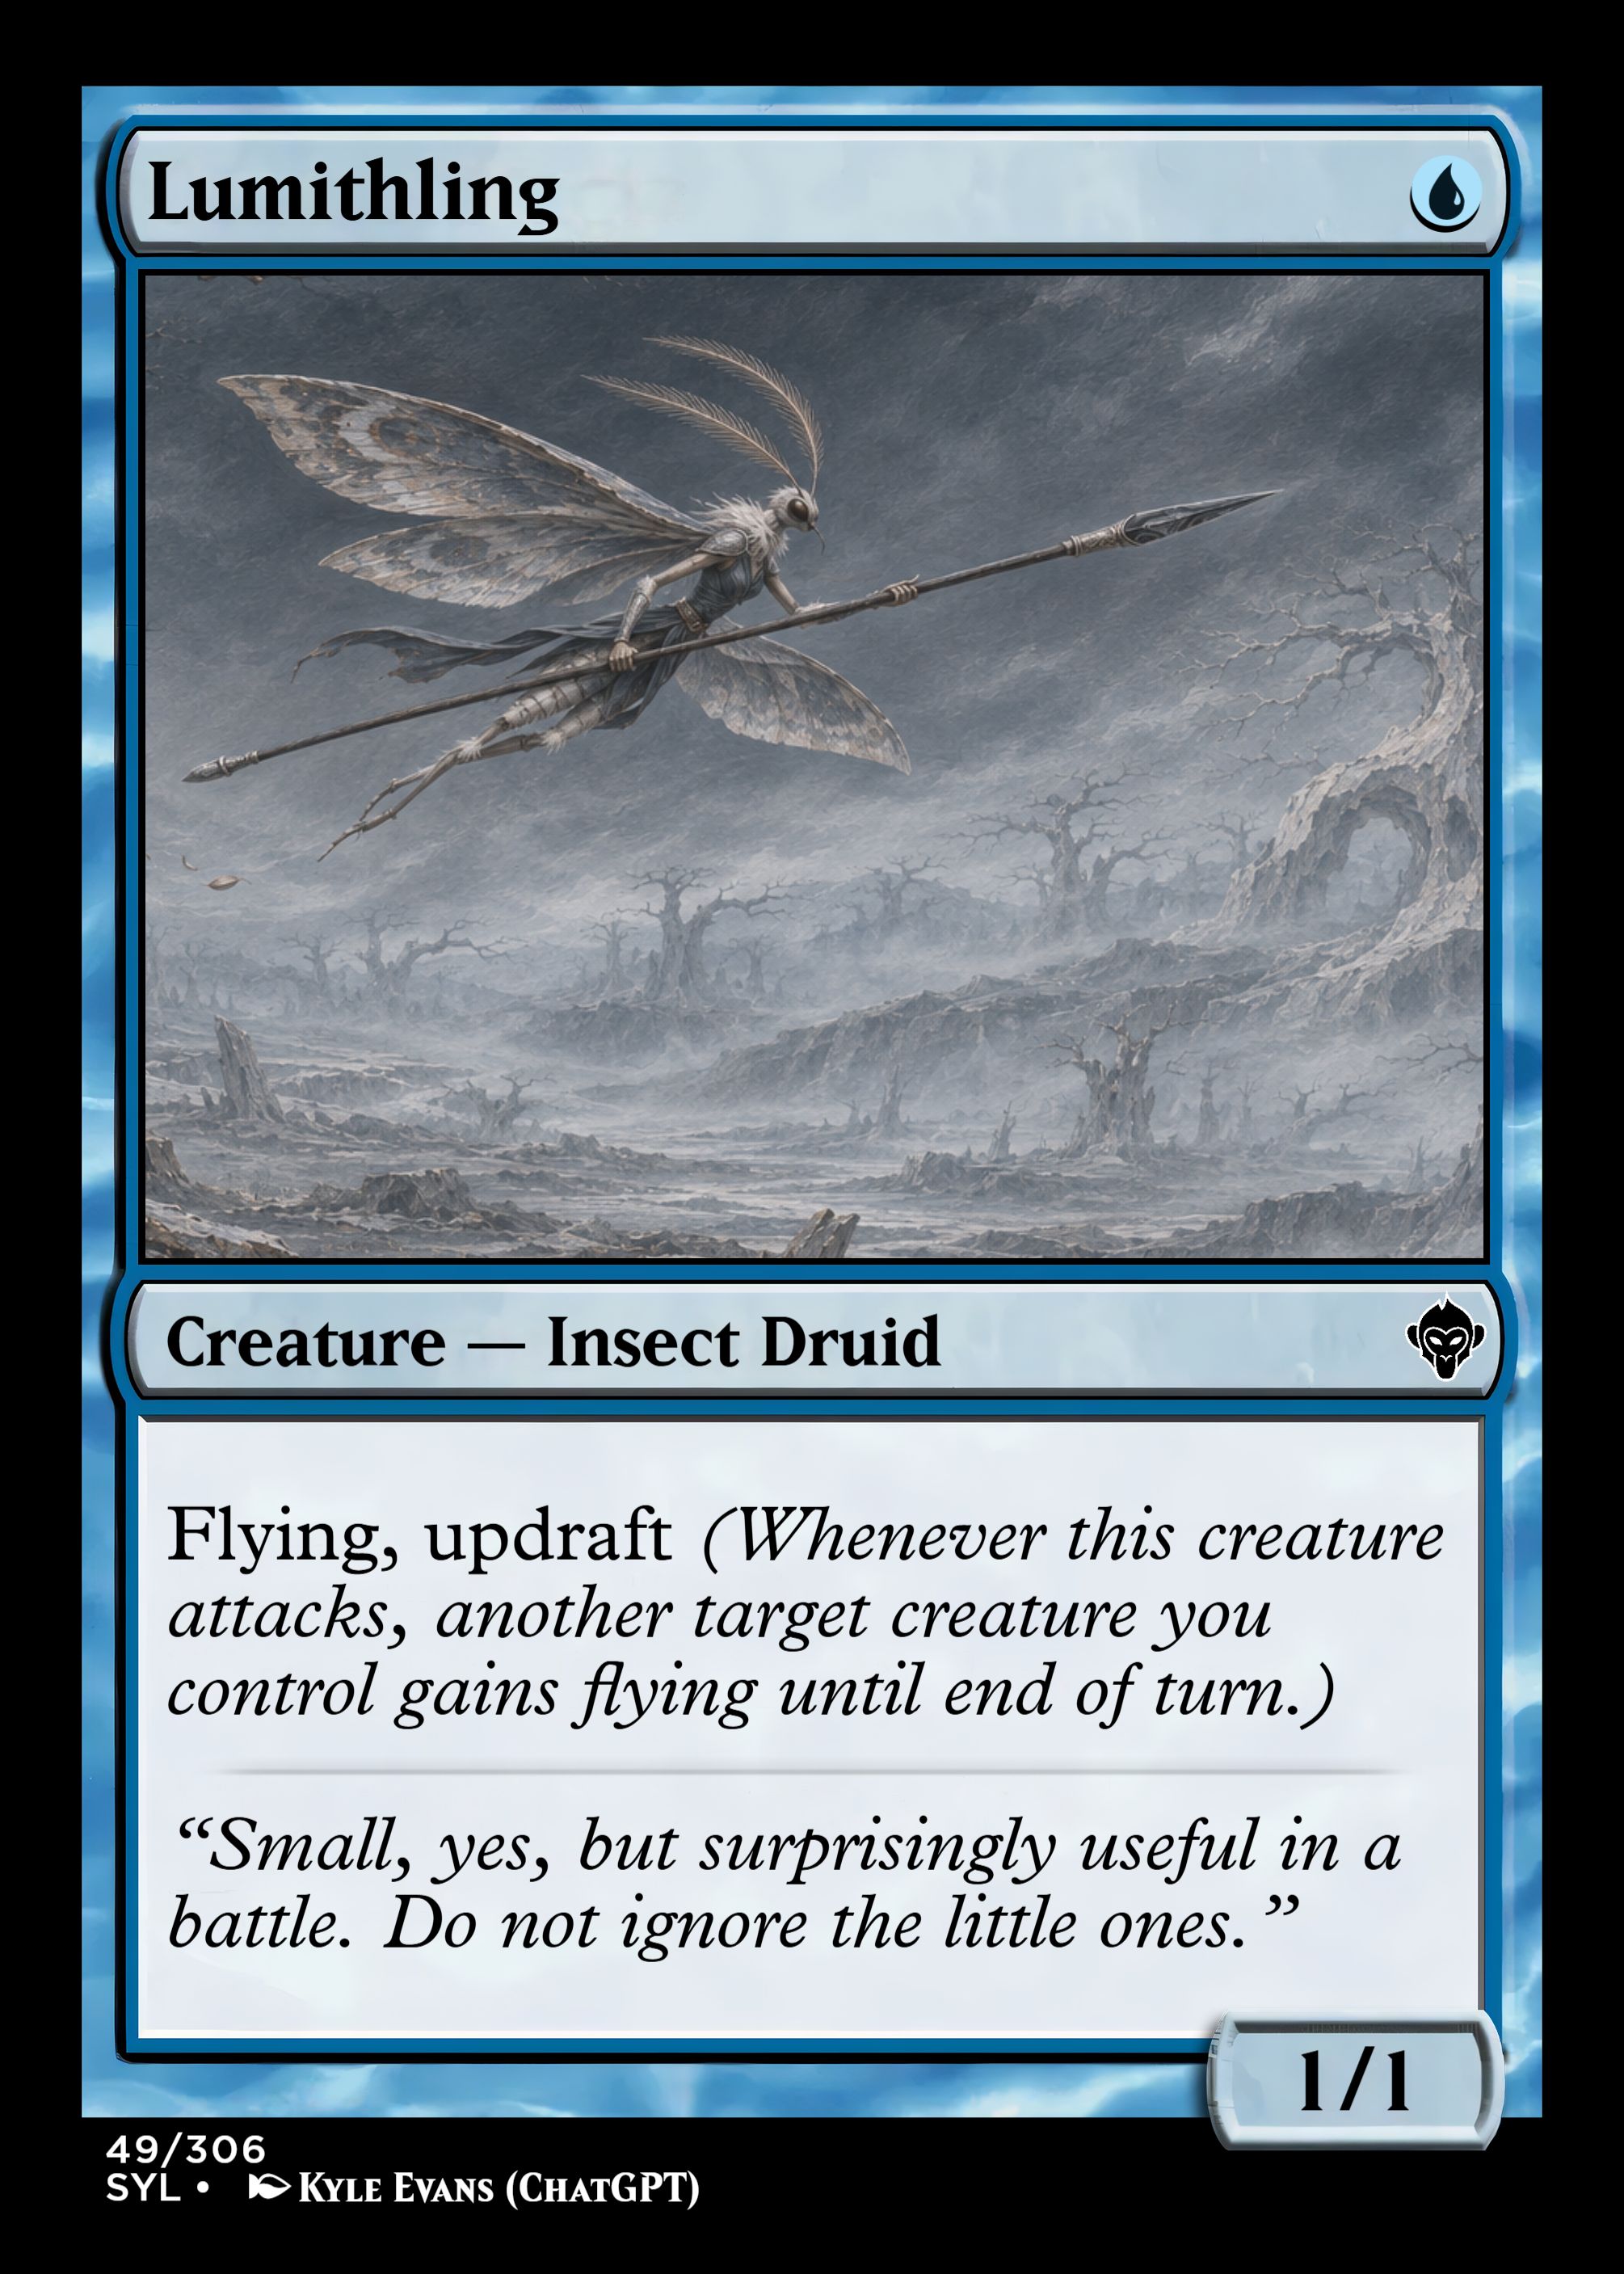 Lumithling
Creature — Insect Druid
Flying, updraft (Whenever this creature
attacks, another target creature you
control gains flying until end of turn.)
“Small, yes, but surprisingly useful in a
battle. Do not ignore the little ones.”
1/1
49/306
SYL • Kyle Evans (ChatGPT)